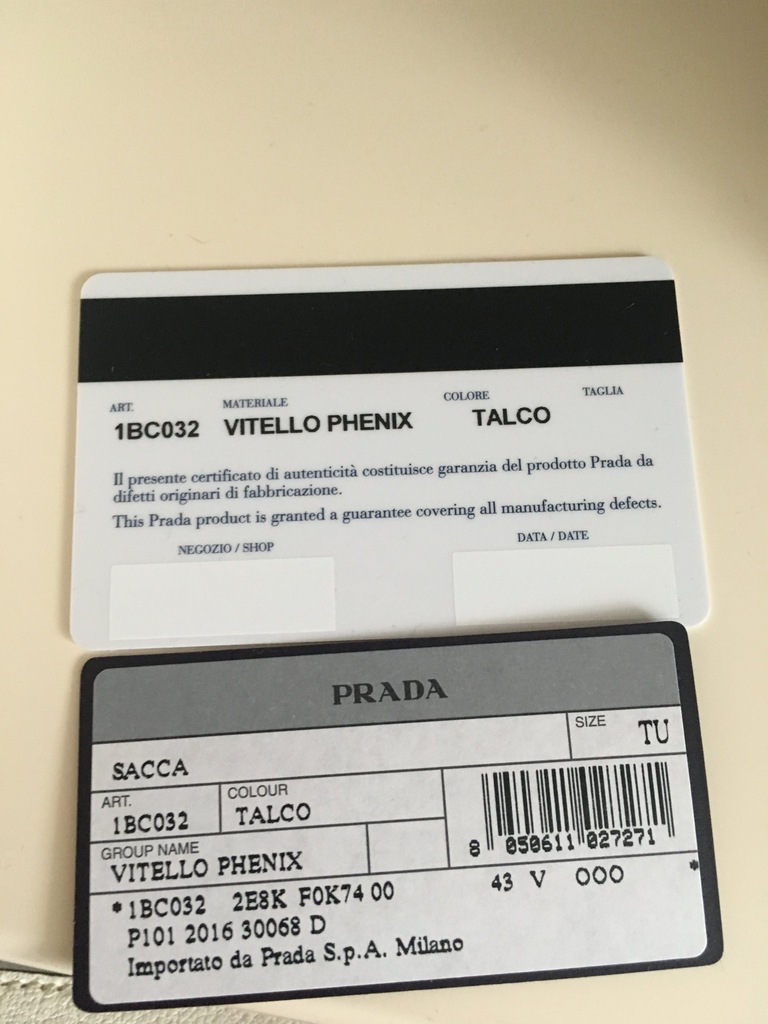 ART. MATERIALE COLORE TAGLIA
1BC032 VITELLO PHENIX TALCO
Il presente certificato di autenticità costituisce garanzia del prodotto Prada da
difetti originari di fabbricazione.
This Prada product is granted a guarantee covering all manufacturing defects.
NEGOZIO / SHOP DATA / DATE
PRADA
SACCA SIZE TU
ART. COLOUR
1BC032 TALCO
GROUP NAME
VITELLO PHENIX
8 050611 027271
*1BC032 2E8K F0K74 00 43 V 000 *
P101 2016 30068 D
Importato da Prada S.p.A. Milano